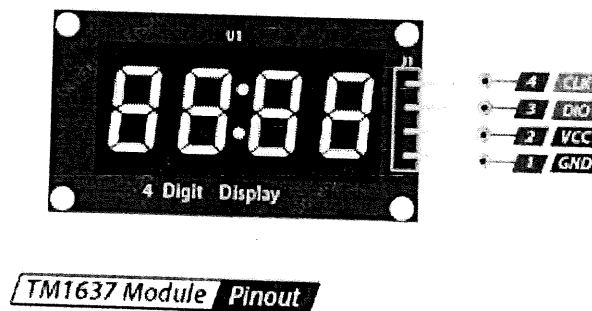 U1
88:88
J1
4 CLK
3 DIO
2 VCC
1 GND
4 Digit Display
TM1637 Module Pinout